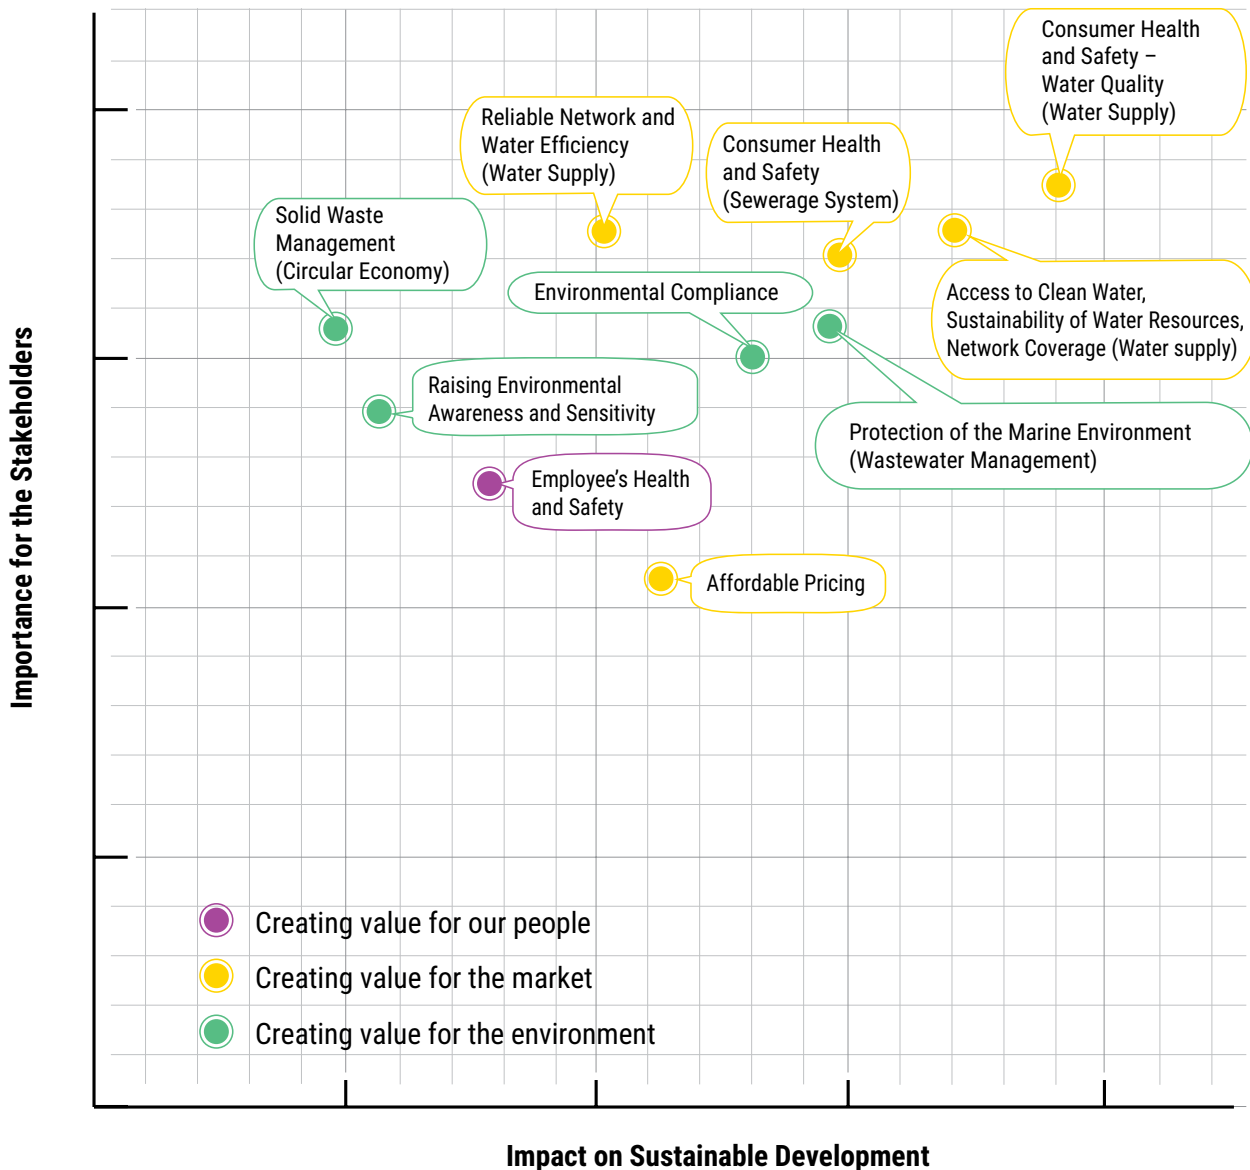 Consumer Health
and Safety –
Water Quality
(Water Supply)
Reliable Network and
Water Efficiency
(Water Supply)
Consumer Health
and Safety
(Sewerage System)
Solid Waste
Management
(Circular Economy)
Environmental Compliance
Access to Clean Water,
Sustainability of Water Resources,
Network Coverage (Water supply)
Raising Environmental
Awareness and Sensitivity
Protection of the Marine Environment
(Wastewater Management)
Employee’s Health
and Safety
Affordable Pricing
Importance for the Stakeholders
Creating value for our people
Creating value for the market
Creating value for the environment
Impact on Sustainable Development